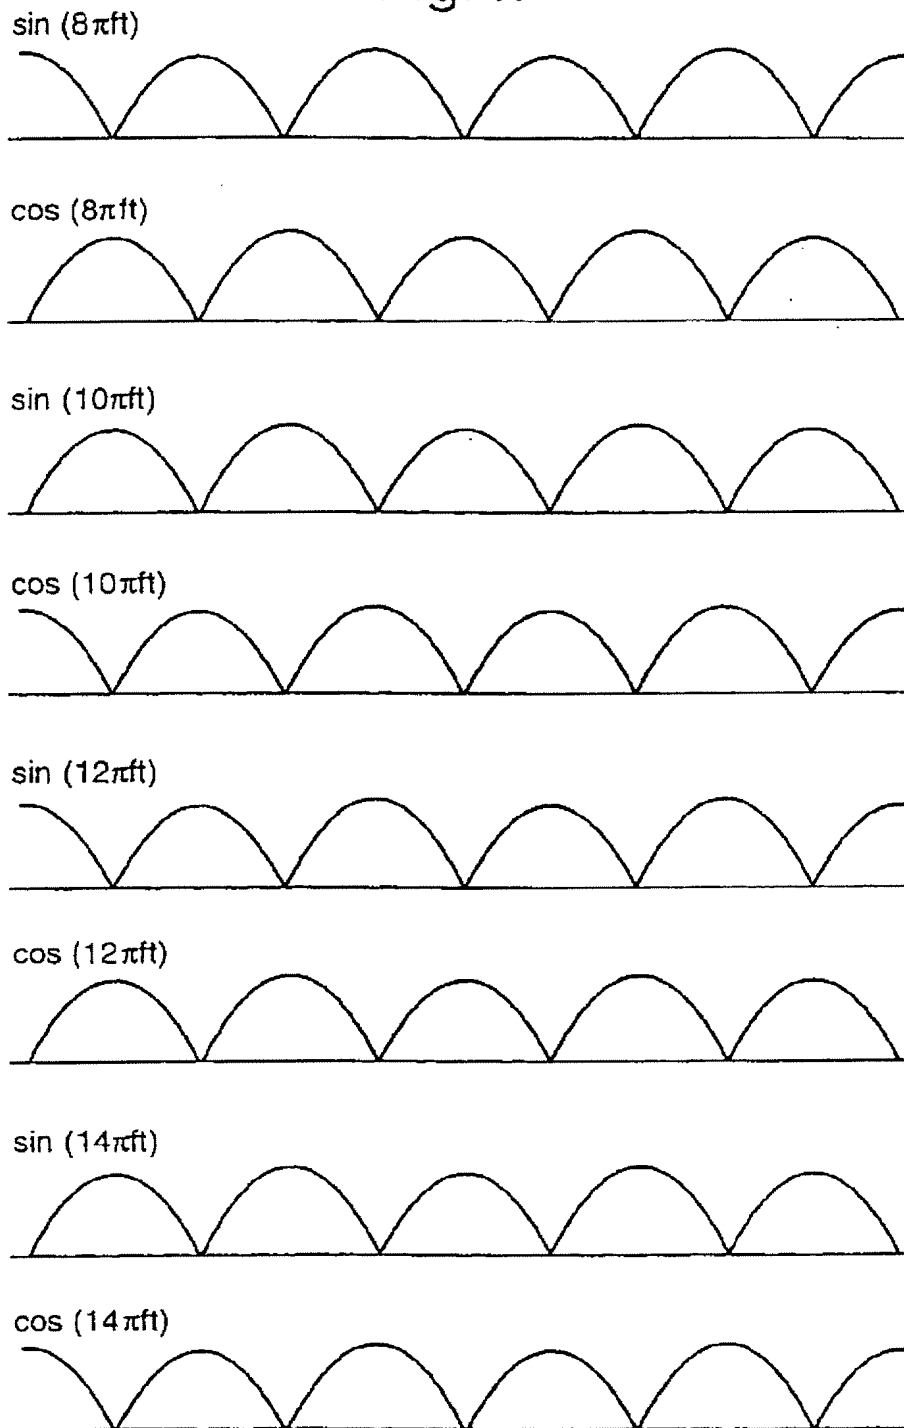 sin (8πft)
cos (8πft)
sin (10πft)
cos (10πft)
sin (12πft)
cos (12πft)
sin (14πft)
cos (14πft)